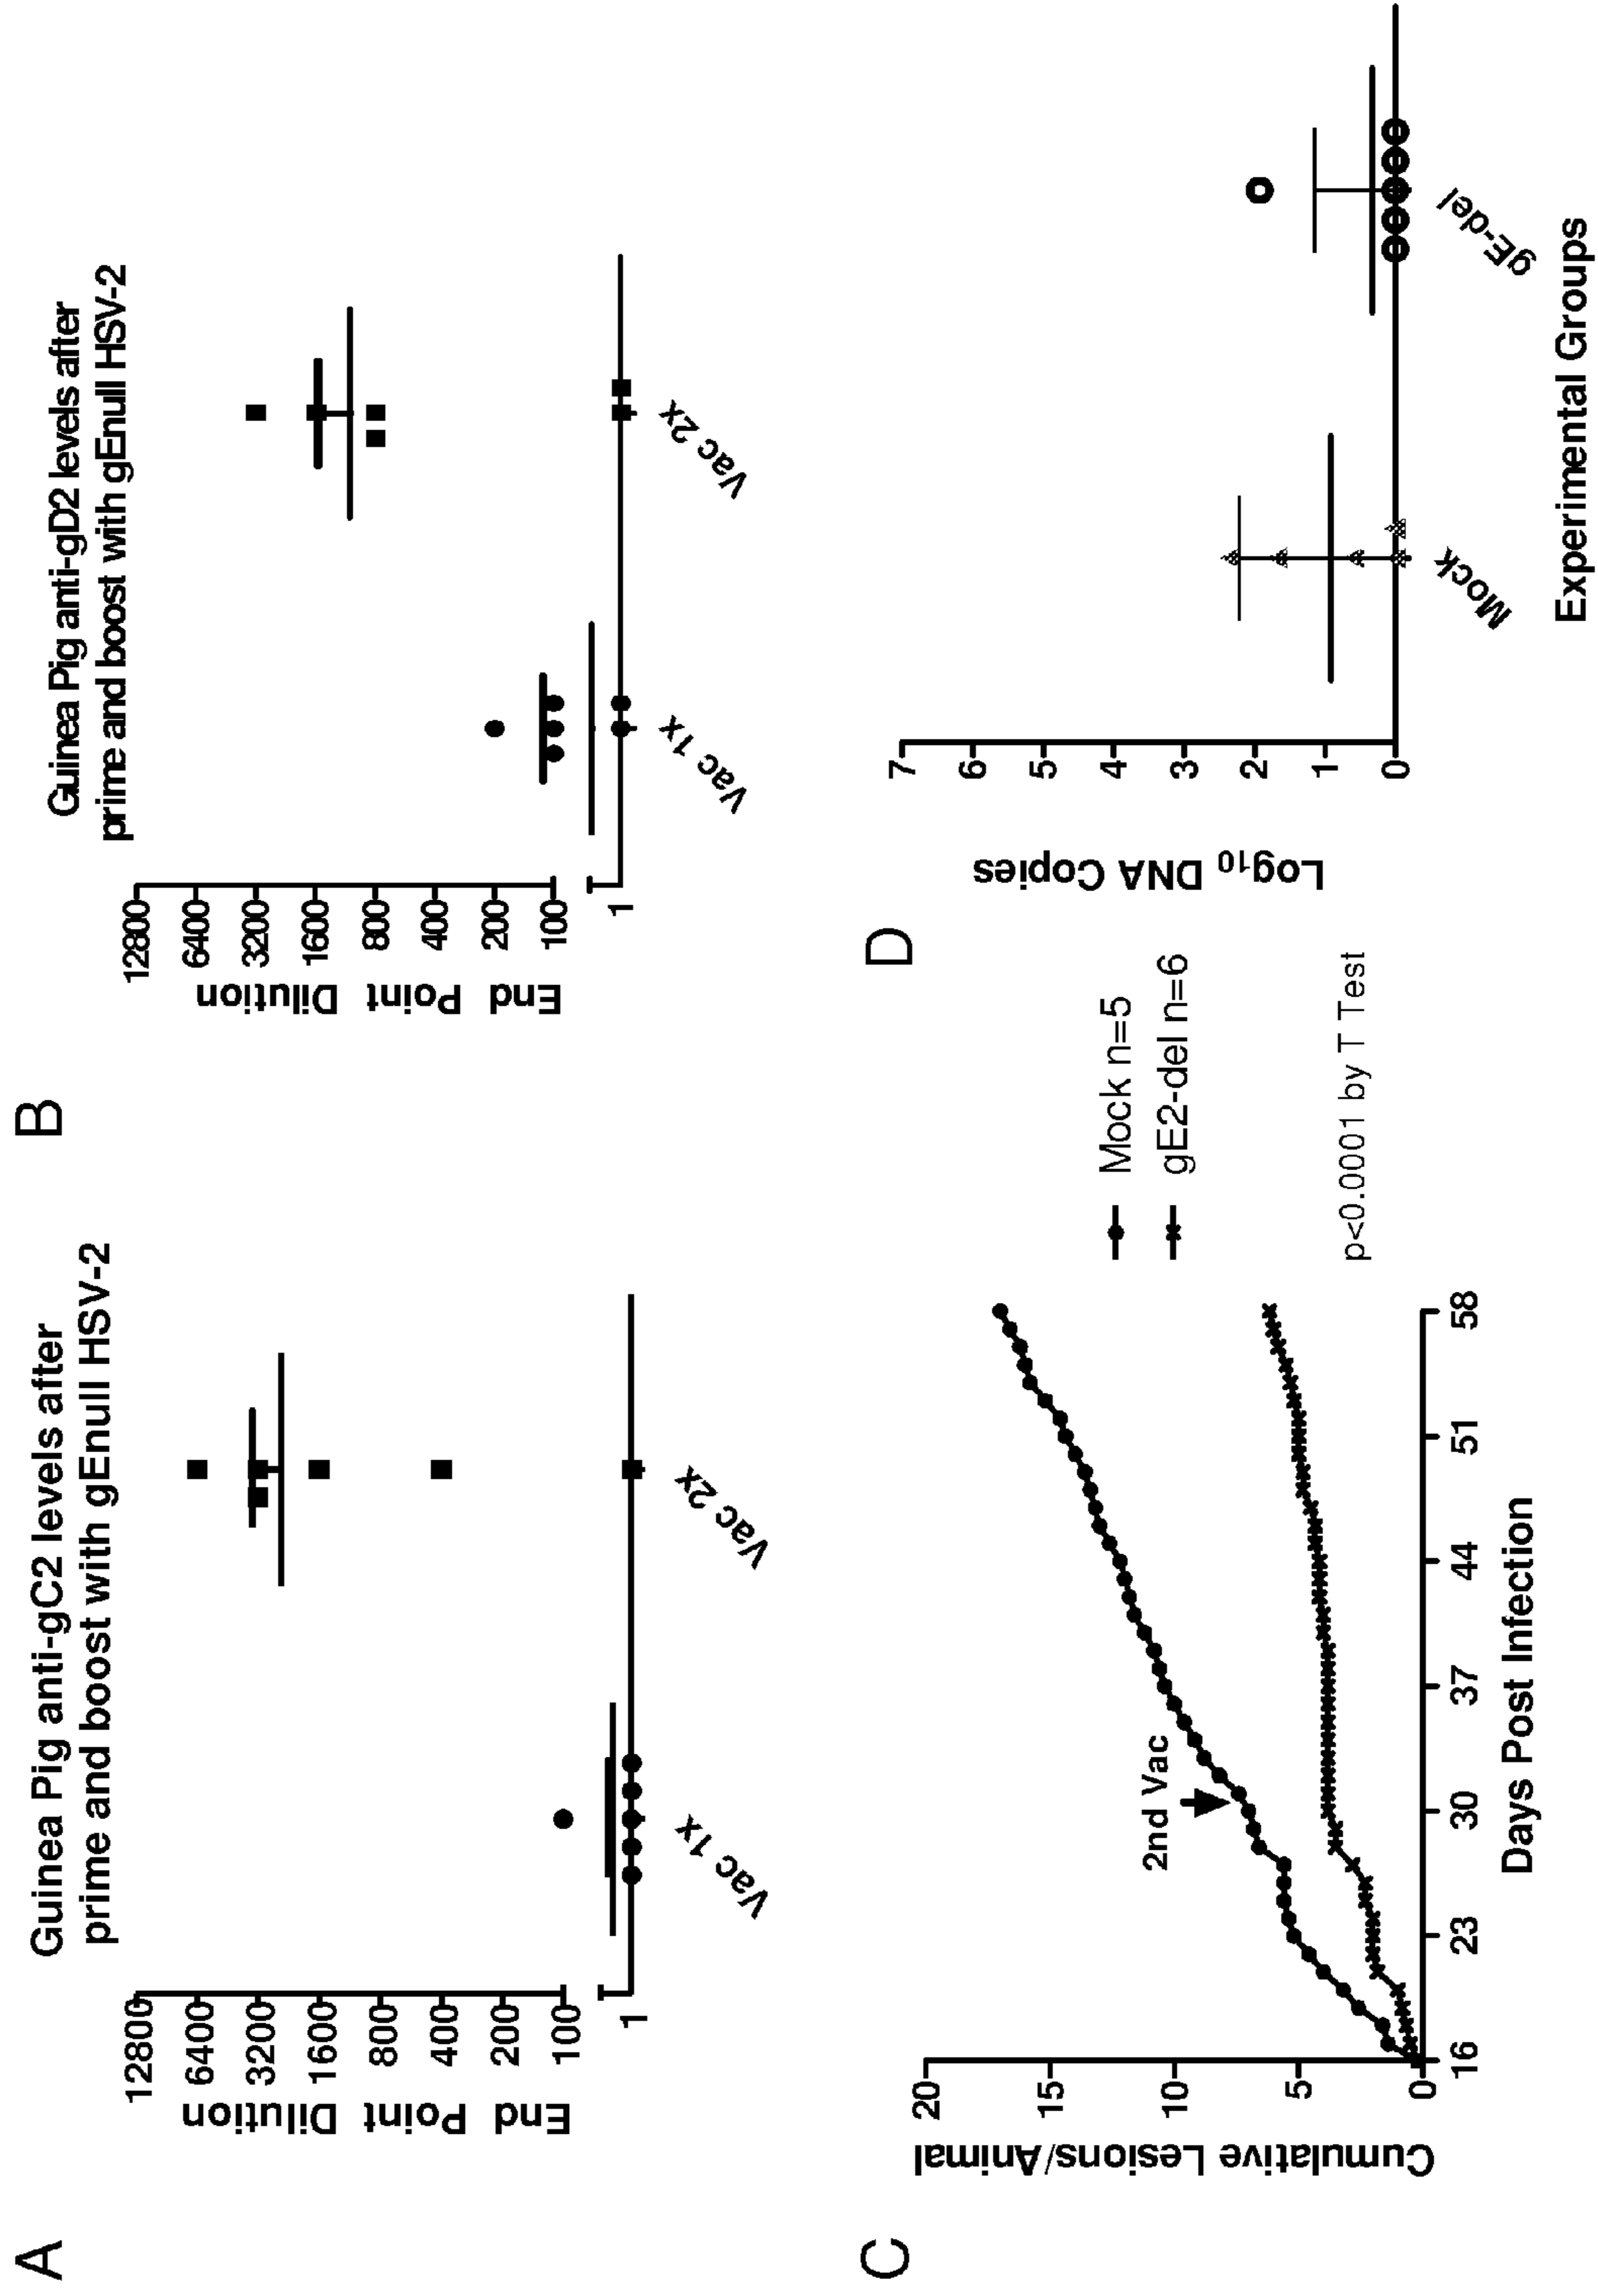 A
Guinea Pig anti-gC2 levels after
prime and boost with gEnull HSV-2
End Point Dilution
12800
6400
3200
1600
800
400
200
100
1
Vac 1x
Vac 2x
B
Guinea Pig anti-gD2 levels after
prime and boost with gEnull HSV-2
End Point Dilution
12800
6400
3200
1600
800
400
200
100
1
Vac 1x
Vac 2x
C
Cumulative Lesions/Animal
20
15
10
5
0
2nd Vac
16
23
30
37
44
51
58
Days Post Infection
Mock n=5
gE2-del n=6
p<0.0001 by T Test
D
Log10 DNA Copies
7
6
5
4
3
2
1
0
Mock
gE-del
Experimental Groups